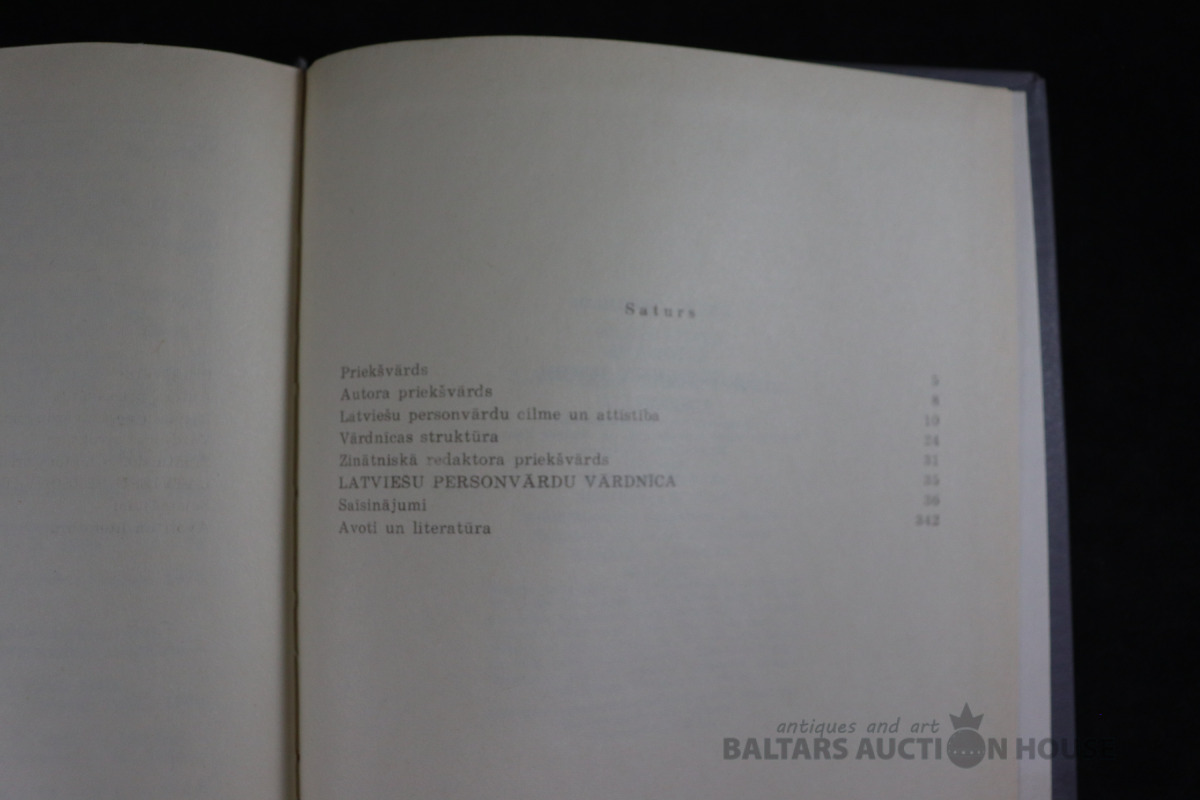 Saturs
Priekšvārds 5
Autora priekšvārds 8
Latviešu personvārdu cilme un attīstība 10
Vārdnīcas struktūra 24
Zinātniskā redaktora priekšvārds 31
LATVIEŠU PERSONVĀRDU VĀRDNĪCA 35
Saīsinājumi 36
Avoti un literatūra 342
antiques and art
BALTARS AUCTION HOUSE